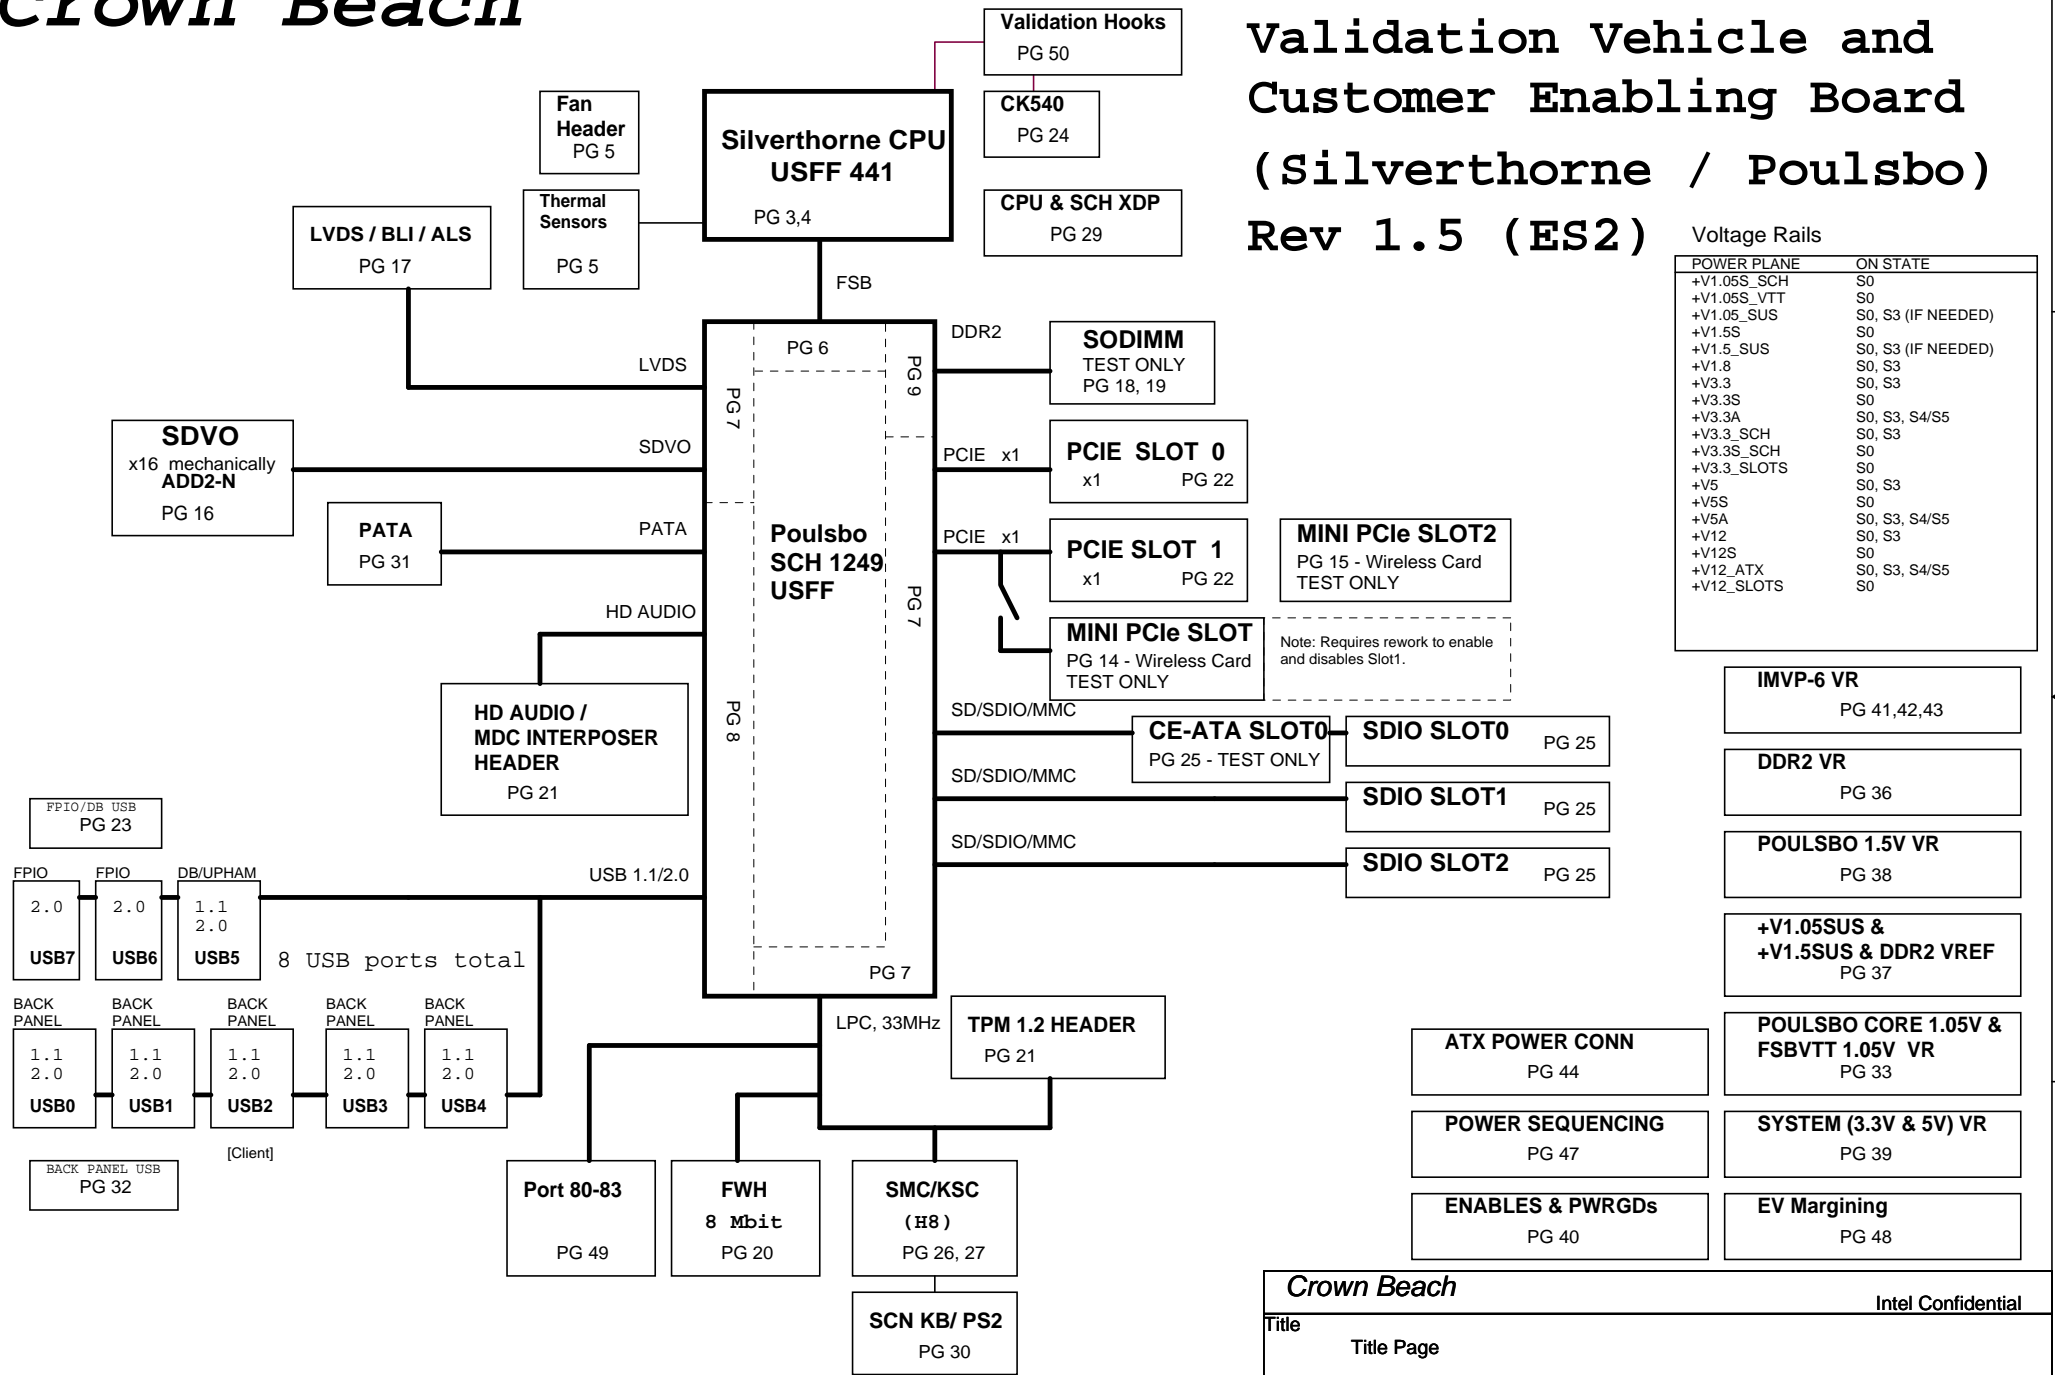 Crown Beach
Validation Vehicle and
Customer Enabling Board
(Silverthorne / Poulsbo)
Rev 1.5 (ES2)
Validation Hooks
PG 50
Fan
Header
PG 5
Silverthorne CPU
USFF 441
PG 3,4
CK540
PG 24
Thermal
Sensors
PG 5
CPU & SCH XDP
PG 29
LVDS / BLI / ALS
PG 17
FSB
Voltage Rails
POWER PLANE ON STATE
+V1.05S_SCH S0
+V1.05S_VTT S0
+V1.05_SUS S0, S3 (IF NEEDED)
+V1.5S S0
+V1.5_SUS S0, S3 (IF NEEDED)
+V1.8 S0, S3
+V3.3 S0, S3
+V3.3S S0
+V3.3A S0, S3, S4/S5
+V3.3_SCH S0, S3
+V3.3S_SCH S0
+V3.3_SLOTS S0
+V5 S0, S3
+V5S S0
+V5A S0, S3, S4/S5
+V12 S0, S3
+V12S S0
+V12_ATX S0, S3, S4/S5
+V12_SLOTS S0
PG 6
PG 9
PG 7
DDR2
SODIMM
TEST ONLY
PG 18, 19
LVDS
SDVO
x16 mechanically
ADD2-N
PG 16
SDVO
PCIE x1
PCIE SLOT 0
x1 PG 22
PATA
PG 31
PATA
Poulsbo
SCH 1249
USFF
PG 7
PCIE x1
PCIE SLOT 1
x1 PG 22
MINI PCIe SLOT2
PG 15 - Wireless Card
TEST ONLY
HD AUDIO
MINI PCIe SLOT
PG 14 - Wireless Card
TEST ONLY
Note: Requires rework to enable
and disables Slot1.
HD AUDIO /
MDC INTERPOSER
HEADER
PG 21
PG 8
SD/SDIO/MMC
CE-ATA SLOT0
PG 25 - TEST ONLY
SDIO SLOT0
PG 25
SD/SDIO/MMC
SDIO SLOT1
PG 25
SD/SDIO/MMC
SDIO SLOT2
PG 25
FPIO/DB USB
PG 23
USB 1.1/2.0
FPIO
2.0
USB7
FPIO
2.0
USB6
DB/UPHAM
1.1
2.0
USB5
8 USB ports total
PG 7
BACK
PANEL
1.1
2.0
USB0
BACK
PANEL
1.1
2.0
USB1
BACK
PANEL
1.1
2.0
USB2
[Client]
BACK
PANEL
1.1
2.0
USB3
BACK
PANEL
1.1
2.0
USB4
BACK PANEL USB
PG 32
LPC, 33MHz
TPM 1.2 HEADER
PG 21
Port 80-83
PG 49
FWH
8 Mbit
PG 20
SMC/KSC
(H8)
PG 26, 27
SCN KB/ PS2
PG 30
IMVP-6 VR
PG 41,42,43
DDR2 VR
PG 36
POULSBO 1.5V VR
PG 38
+V1.05SUS &
+V1.5SUS & DDR2 VREF
PG 37
ATX POWER CONN
PG 44
POULSBO CORE 1.05V &
FSBVTT 1.05V VR
PG 33
POWER SEQUENCING
PG 47
SYSTEM (3.3V & 5V) VR
PG 39
ENABLES & PWRGDs
PG 40
EV Margining
PG 48
Crown Beach
Intel Confidential
Title
Title Page